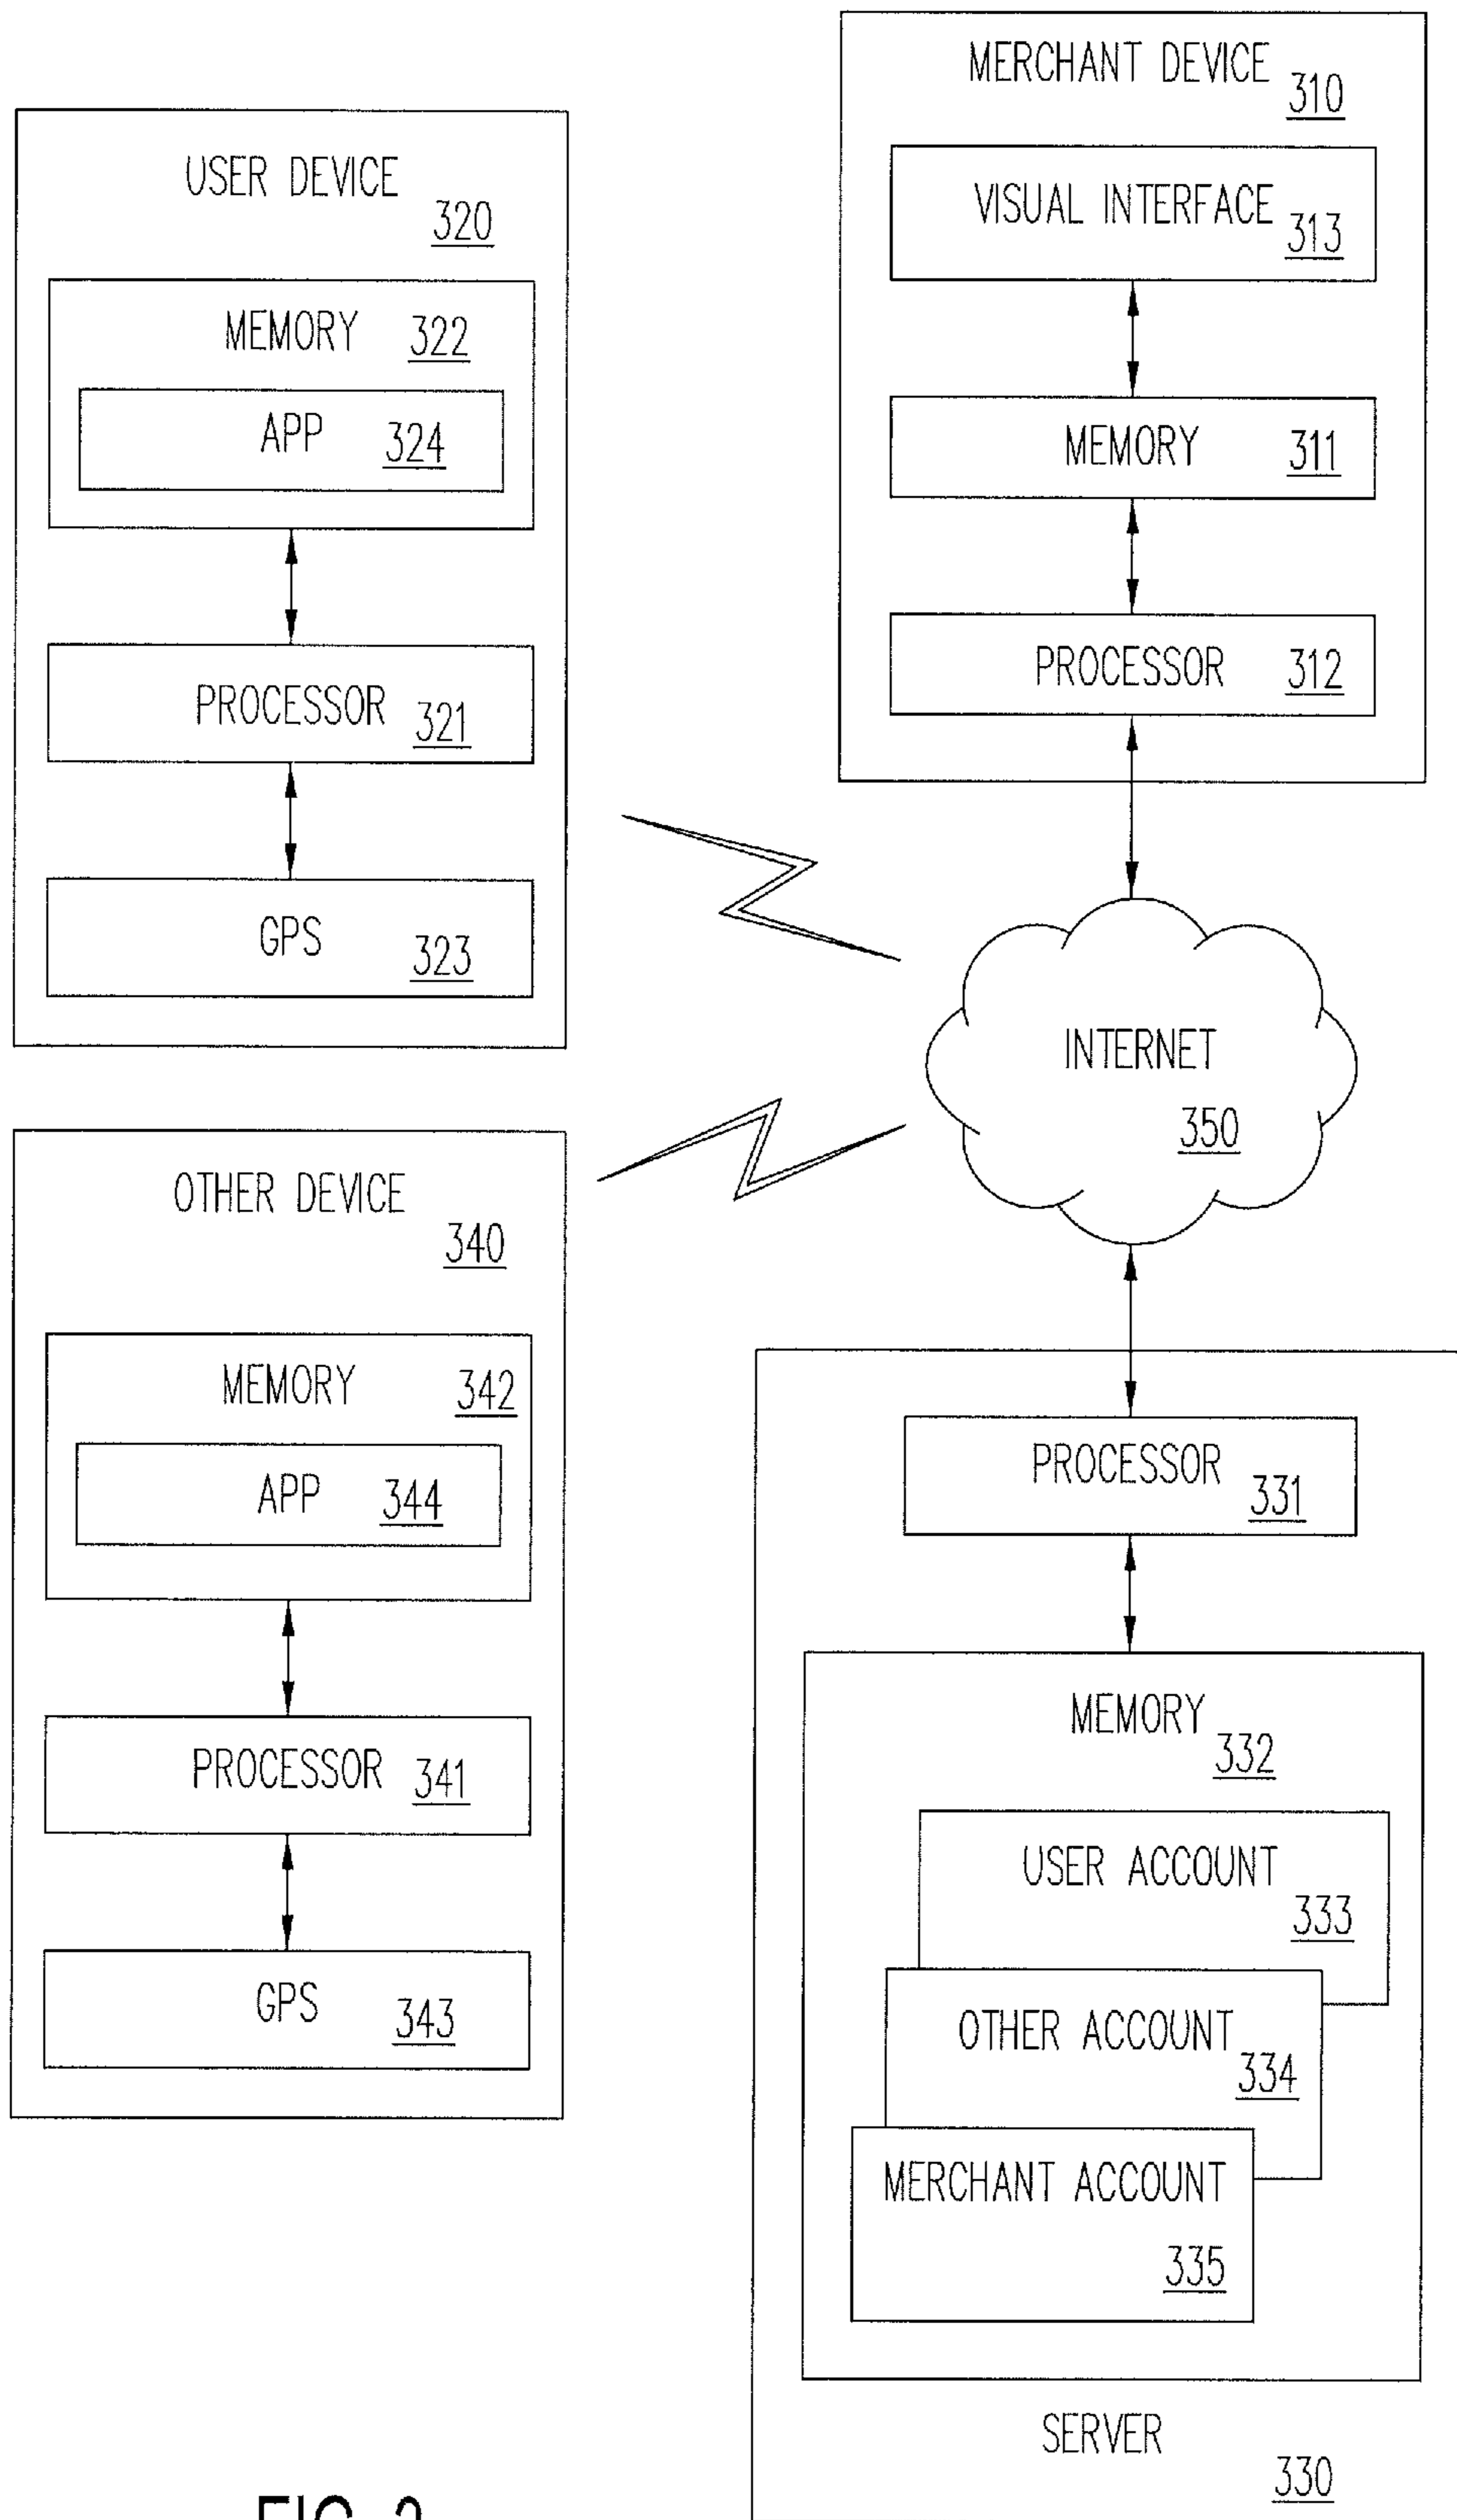 MERCHANT DEVICE 310
VISUAL INTERFACE 313
MEMORY 311
PROCESSOR 312
USER DEVICE 320
MEMORY 322
APP 324
PROCESSOR 321
GPS 323
INTERNET 350
OTHER DEVICE 340
MEMORY 342
APP 344
PROCESSOR 341
GPS 343
PROCESSOR 331
MEMORY 332
USER ACCOUNT 333
OTHER ACCOUNT 334
MERCHANT ACCOUNT 335
SERVER 330